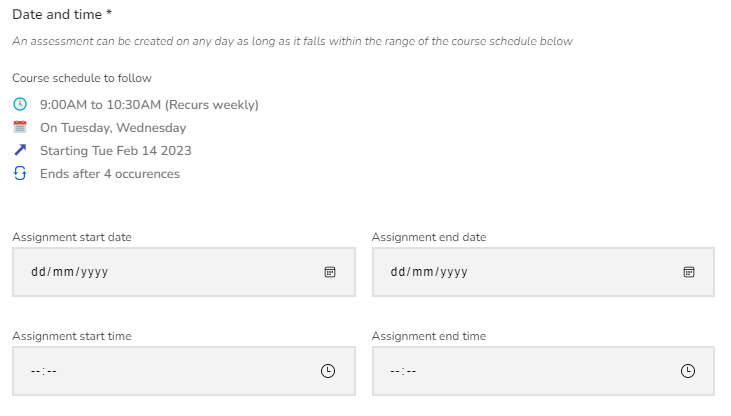 Date and time *
An assessment can be created on any day as long as it falls within the range of the course schedule below
Course schedule to follow
9:00AM to 10:30AM (Recurs weekly)
On Tuesday, Wednesday
Starting Tue Feb 14 2023
Ends after 4 occurences
Assignment start date
Assignment end date
dd/mm/yyyy
dd/mm/yyyy
Assignment start time
Assignment end time
--:--
--:--